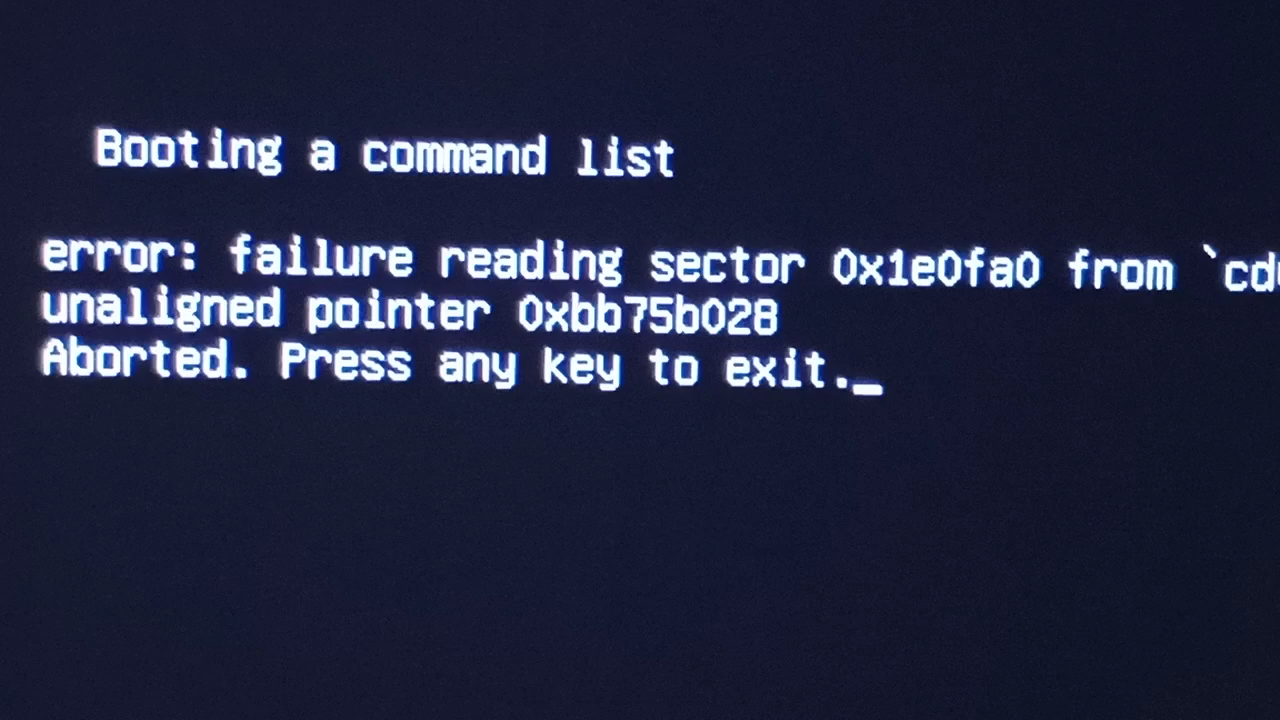 Booting a command list
error: failure reading sector 0x1e0fa0 from `cd
unaligned pointer 0xbb75b028
Aborted. Press any key to exit._